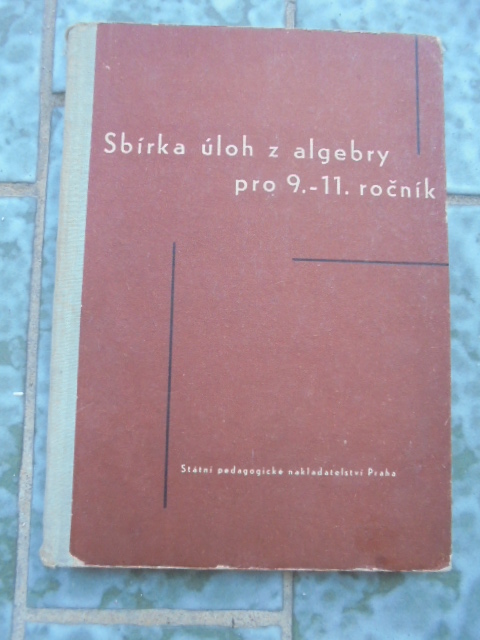 Sbírka úloh z algebry
pro 9.-11. ročník
Státní pedagogické nakladatelství Praha